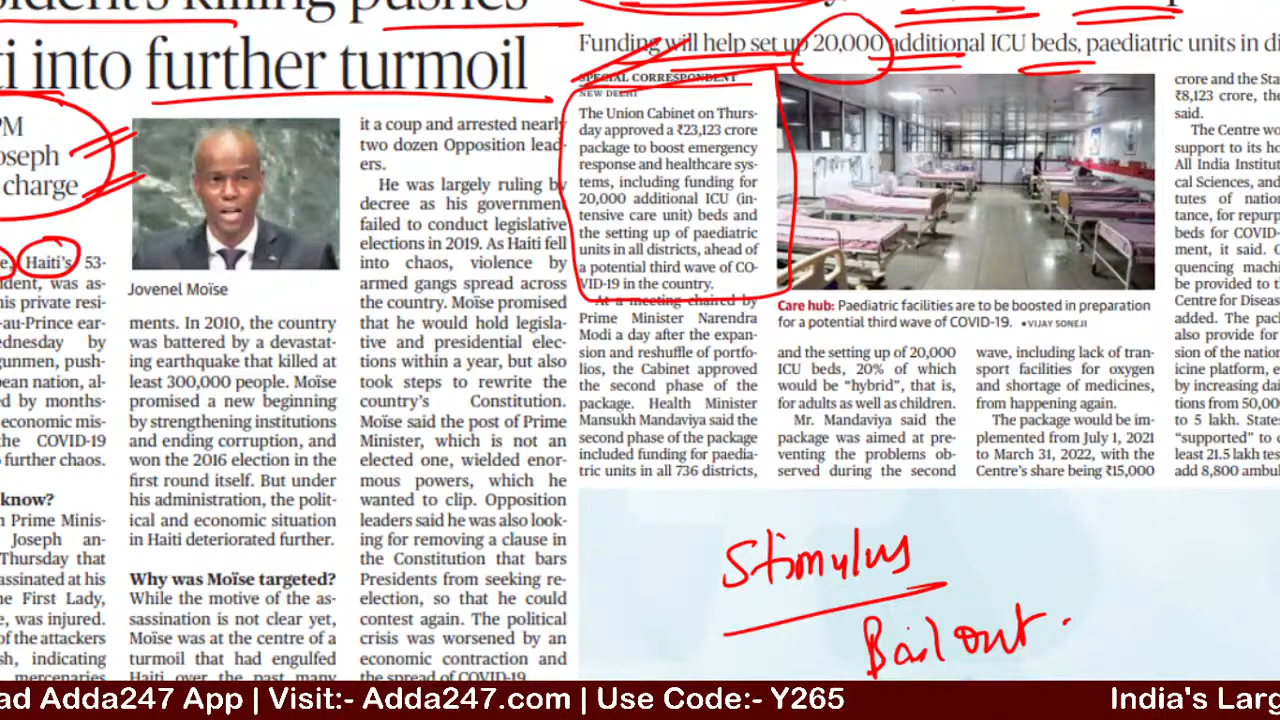 sident's killing pushes
ti into further turmoil
PM
oseph
charge
e, Haiti's 53-
dent, was as-
his private resi-
-au-Prince ear-
ednesday by
gunmen, push-
bean nation, al-
ed by months-
economic mis-
the COVID-19
o further chaos.
know?
n Prime Minis-
Joseph an-
Thursday that
assinated at his
he First Lady,
e, was injured.
of the attackers
sh, indicating
mercenaries
Jovenel Moïse
ments. In 2010, the country
was battered by a devastat-
ing earthquake that killed at
least 300,000 people. Moïse
promised a new beginning
by strengthening institutions
and ending corruption, and
won the 2016 election in the
first round itself. But under
his administration, the polit-
ical and economic situation
in Haiti deteriorated further.
Why was Moïse targeted?
While the motive of the as-
sassination is not clear yet,
Moïse was at the centre of a
turmoil that had engulfed
Haiti over the past many
it a coup and arrested nearly
two dozen Opposition lead-
ers.
He was largely ruling by
decree as his government
failed to conduct legislative
elections in 2019. As Haiti fell
into chaos, violence by
armed gangs spread across
the country. Moïse promised
that he would hold legisla-
tive and presidential elec-
tions within a year, but also
took steps to rewrite the
country's Constitution.
Moïse said the post of Prime
Minister, which is not an
elected one, wielded enor-
mous powers, which he
wanted to clip. Opposition
leaders said he was also look-
ing for removing a clause in
the Constitution that bars
Presidents from seeking re-
election, so that he could
contest again. The political
crisis was worsened by an
economic contraction and
the spread of COVID-19.
Funding will help set up 20,000 additional ICU beds, paediatric units in di
SPECIAL CORRESPONDENT
NEW DELHI
The Union Cabinet on Thurs-
day approved a ₹23,123 crore
package to boost emergency
response and healthcare sys-
tems, including funding for
20,000 additional ICU (in-
tensive care unit) beds and
the setting up of paediatric
units in all districts, ahead of
a potential third wave of CO-
VID-19 in the country.
At a meeting chaired by
Prime Minister Narendra
Modi a day after the expan-
sion and reshuffle of portfo-
lios, the Cabinet approved
the second phase of the
package. Health Minister
Mansukh Mandaviya said the
second phase of the package
included funding for paedia-
tric units in all 736 districts,
Care hub: Paediatric facilities are to be boosted in preparation
for a potential third wave of COVID-19. •VIJAY SONEJI
and the setting up of 20,000
ICU beds, 20% of which
would be “hybrid”, that is,
for adults as well as children.
Mr. Mandaviya said the
package was aimed at pre-
venting the problems ob-
served during the second
wave, including lack of tran-
sport facilities for oxygen
and shortage of medicines,
from happening again.
The package would be im-
plemented from July 1, 2021
to March 31, 2022, with the
Centre's share being ₹15,000
crore and the Sta
₹8,123 crore, the
said.
The Centre wo
support to its ho
All India Institut
cal Sciences, and
tutes of nation
tance, for repurp
beds for COVID-
ment, it said. G
quencing machin
be provided to t
Centre for Diseas
added. The pack
also provide for
sion of the nation
icine platform, e
by increasing dai
tions from 50,00
to 5 lakh. States
“supported” to c
least 21.5 lakh tes
add 8,800 ambul
Stimulus
Bail out.
ad Adda247 App | Visit:- Adda247.com | Use Code:- Y265
India's Larg